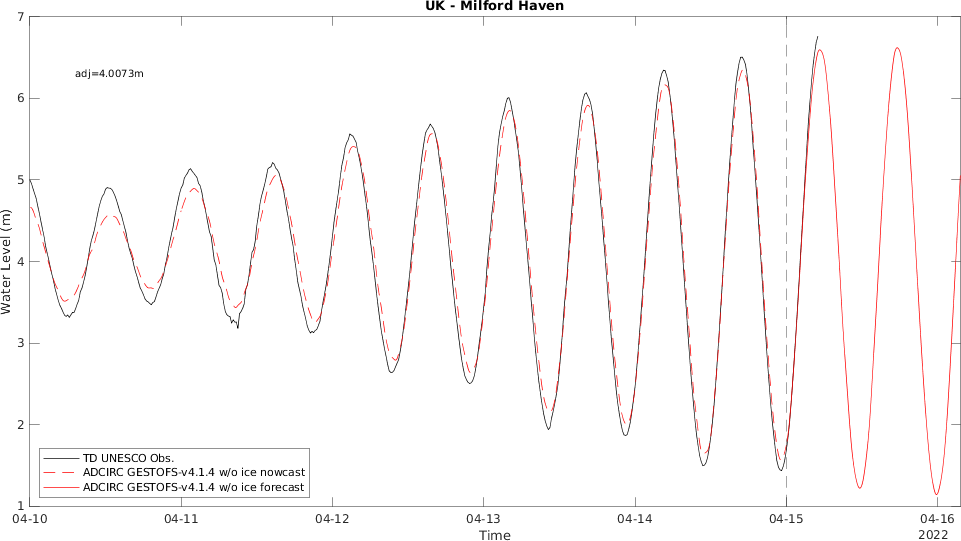 UK - Milford Haven
7
adj=4.0073m
6
5
4
3
2
1
Water Level (m)
TD UNESCO Obs.
ADCIRC GESTOFS-v4.1.4 w/o ice nowcast
ADCIRC GESTOFS-v4.1.4 w/o ice forecast
04-10 04-11 04-12 04-13 04-14 04-15 04-16
Time 2022